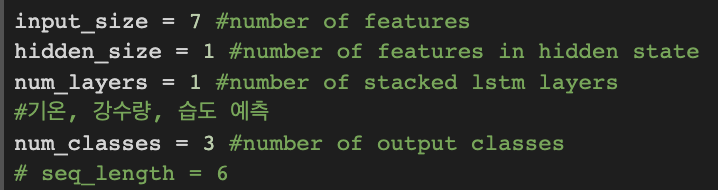 input_size = 7 #number of features
hidden_size = 1 #number of features in hidden state
num_layers = 1 #number of stacked lstm layers
#기온, 강수량, 습도 예측
num_classes = 3 #number of output classes
# seq_length = 6